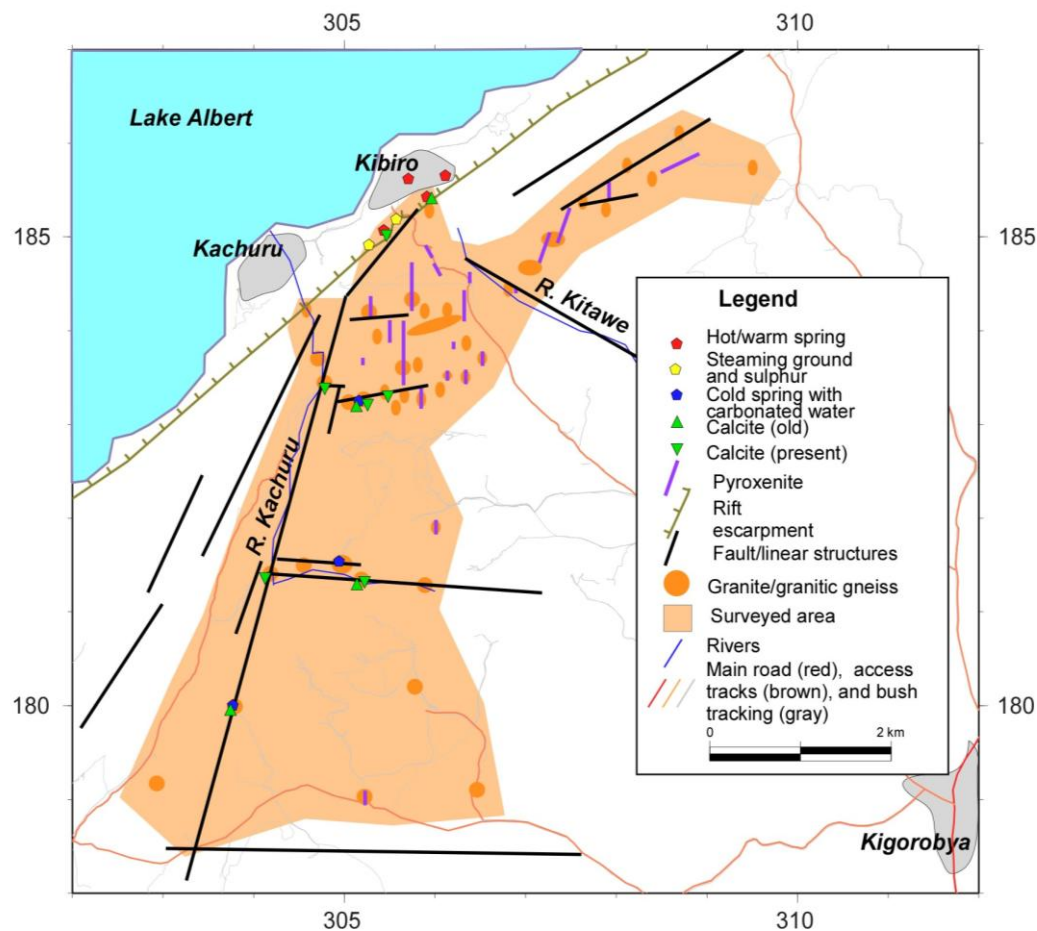 305
310
Lake Albert
Kibiro
185
185
Kachuru
R. Kitawe
Legend
Hot/warm spring
Steaming ground
and sulphur
Cold spring with
carbonated water
Calcite (old)
Calcite (present)
Pyroxenite
Rift
escarpment
Fault/linear structures
Granite/granitic gneiss
Surveyed area
Rivers
Main road (red), access
tracks (brown), and bush
tracking (gray)
0
2 km
R. Kachuru
180
180
Kigorobya
305
310